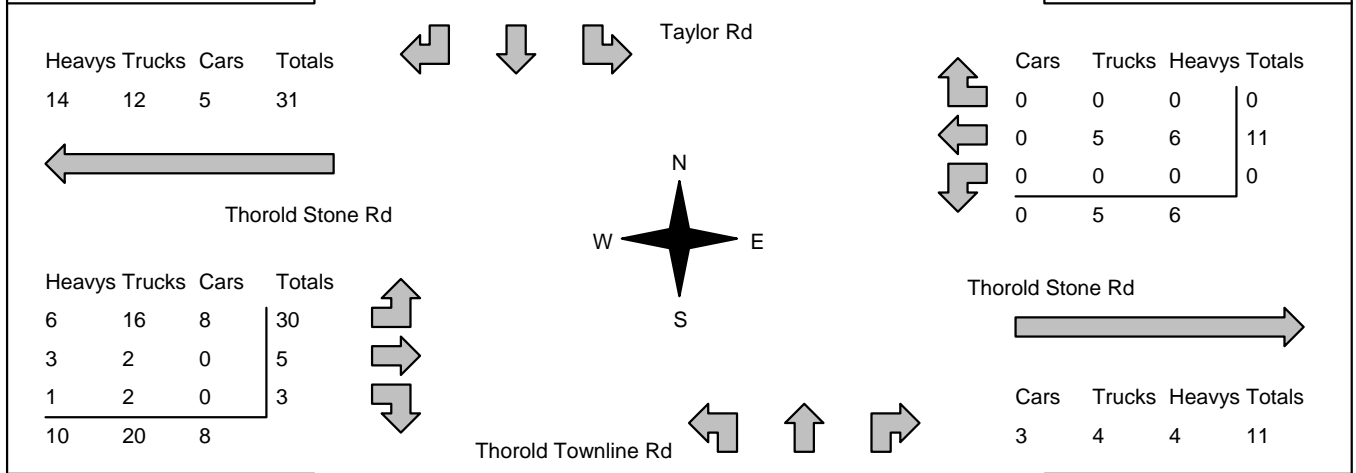 Taylor Rd
Heavys Trucks Cars Totals
14 12 5 31
Cars Trucks Heavys Totals
0 0 0 0
0 5 6 11
0 0 0 0
0 5 6
Thorold Stone Rd
N
W E
S
Heavys Trucks Cars Totals
6 16 8 30
3 2 0 5
1 2 0 3
10 20 8
Thorold Stone Rd
Cars Trucks Heavys Totals
3 4 4 11
Thorold Townline Rd